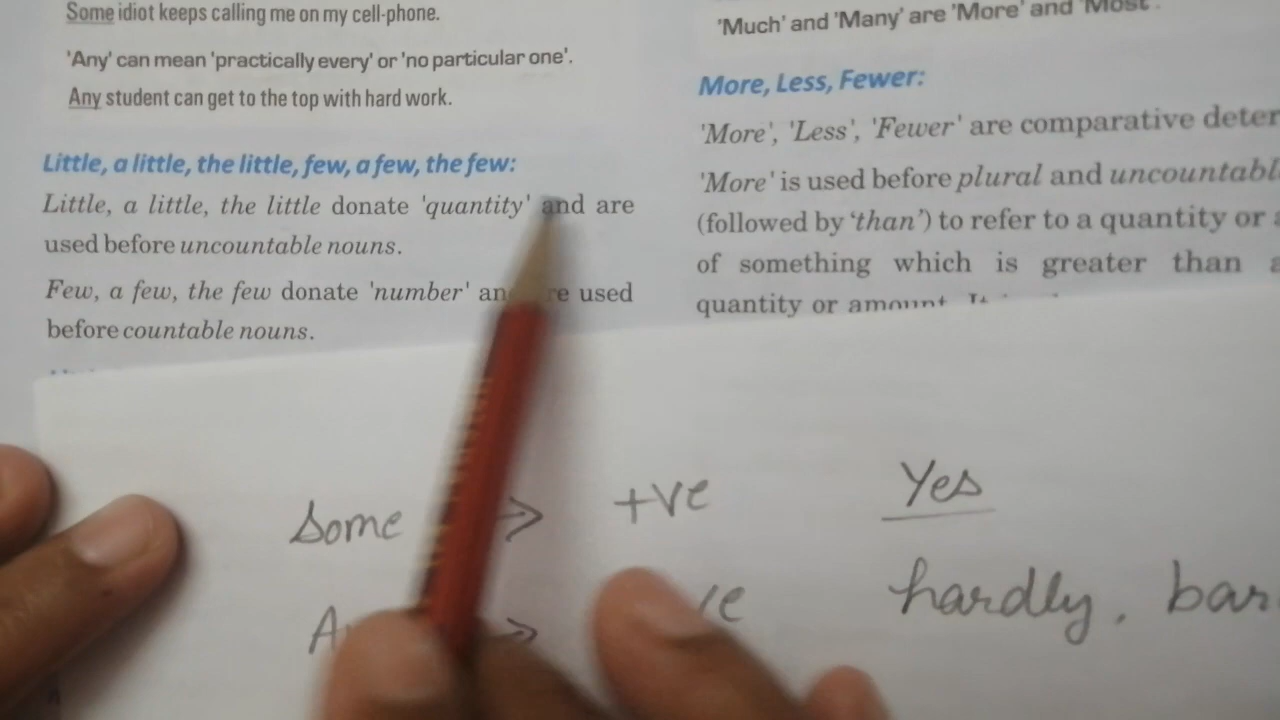 Some idiot keeps calling me on my cell-phone.
'Any' can mean 'practically every' or 'no particular one'.
Any student can get to the top with hard work.
Little, a little, the little, few, a few, the few:
Little, a little, the little donate 'quantity' and are
used before uncountable nouns.
Few, a few, the few donate 'number' are used
before countable nouns.
'Much' and 'Many' are 'More' and 'Most'.
More, Less, Fewer:
'More', 'Less', 'Fewer' are comparative
'More' is used before plural and
(followed by 'than') to refer to a quantity or
of something which is greater than
quantity or amount.
Some → +ve Yes
→ hardly,